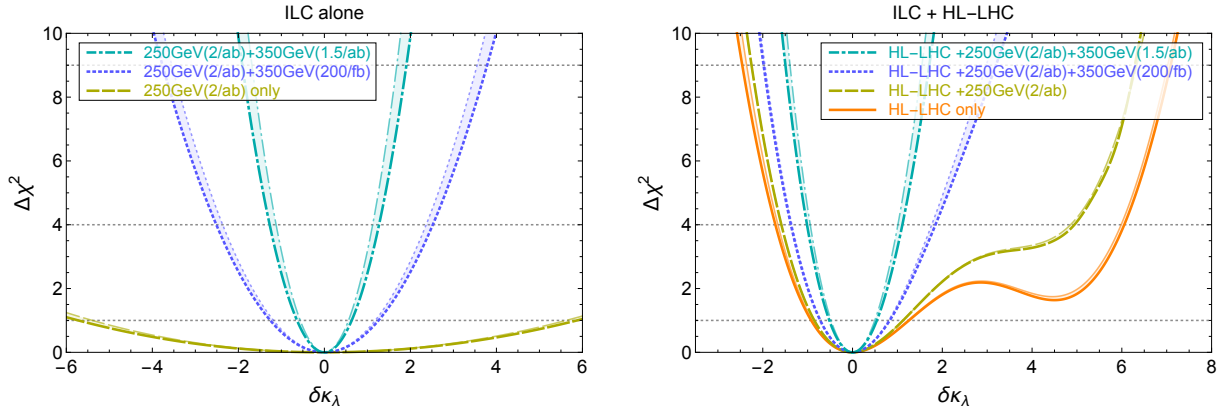 ILC alone
250GeV(2/ab)+350GeV(1.5/ab)
250GeV(2/ab)+350GeV(200/fb)
250GeV(2/ab) only
Δχ²
0 2 4 6 8 10
−6 −4 −2 0 2 4 6
δκλ
ILC + HL−LHC
HL−LHC +250GeV(2/ab)+350GeV(1.5/ab)
HL−LHC +250GeV(2/ab)+350GeV(200/fb)
HL−LHC +250GeV(2/ab)
HL−LHC only
Δχ²
0 2 4 6 8 10
−2 0 2 4 6 8
δκλ